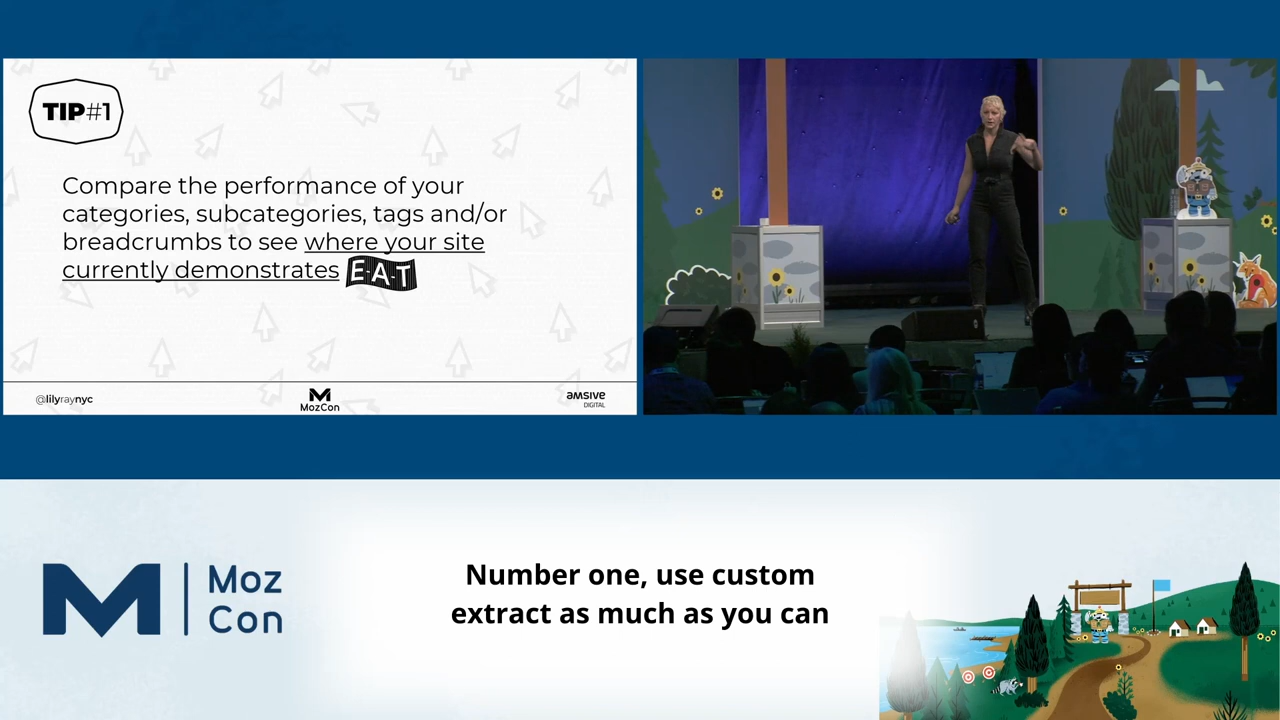 TIP#1
Compare the performance of your
categories, subcategories, tags and/or
breadcrumbs to see where your site
currently demonstrates E-A-T
@lilyraynyc
MozCon
amsive
DIGITAL
Moz
Con
Number one, use custom
extract as much as you can